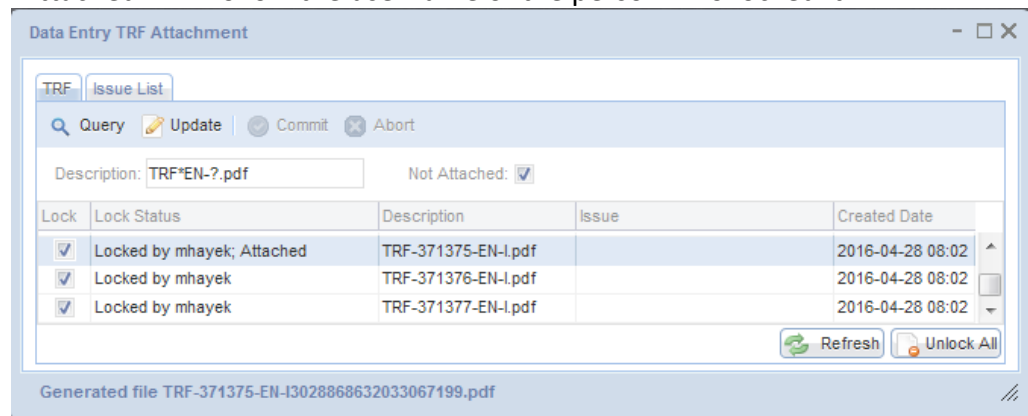 Data Entry TRF Attachment
TRF Issue List
Query Update Commit Abort
Description: TRF*EN-?.pdf Not Attached:
Lock Lock Status Description Issue Created Date
Locked by mhayek; Attached TRF-371375-EN-I.pdf 2016-04-28 08:02
Locked by mhayek TRF-371376-EN-I.pdf 2016-04-28 08:02
Locked by mhayek TRF-371377-EN-I.pdf 2016-04-28 08:02
Refresh Unlock All
Generated file TRF-371375-EN-I3028868632033067199.pdf